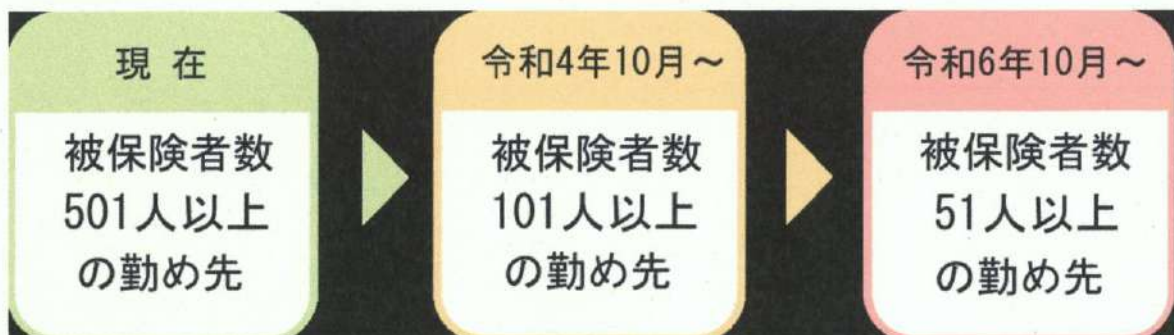 現 在
被保険者数
501人以上
の勤め先
令和4年10月～
被保険者数
101人以上
の勤め先
令和6年10月～
被保険者数
51人以上
の勤め先